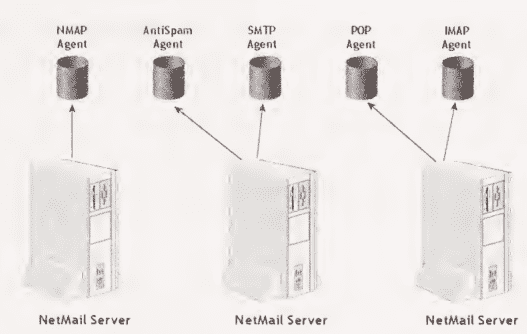 NMAP
Agent
AntiSpam
Agent
SMTP
Agent
POP
Agent
IMAP
Agent
NetMail Server
NetMail Server
NetMail Server